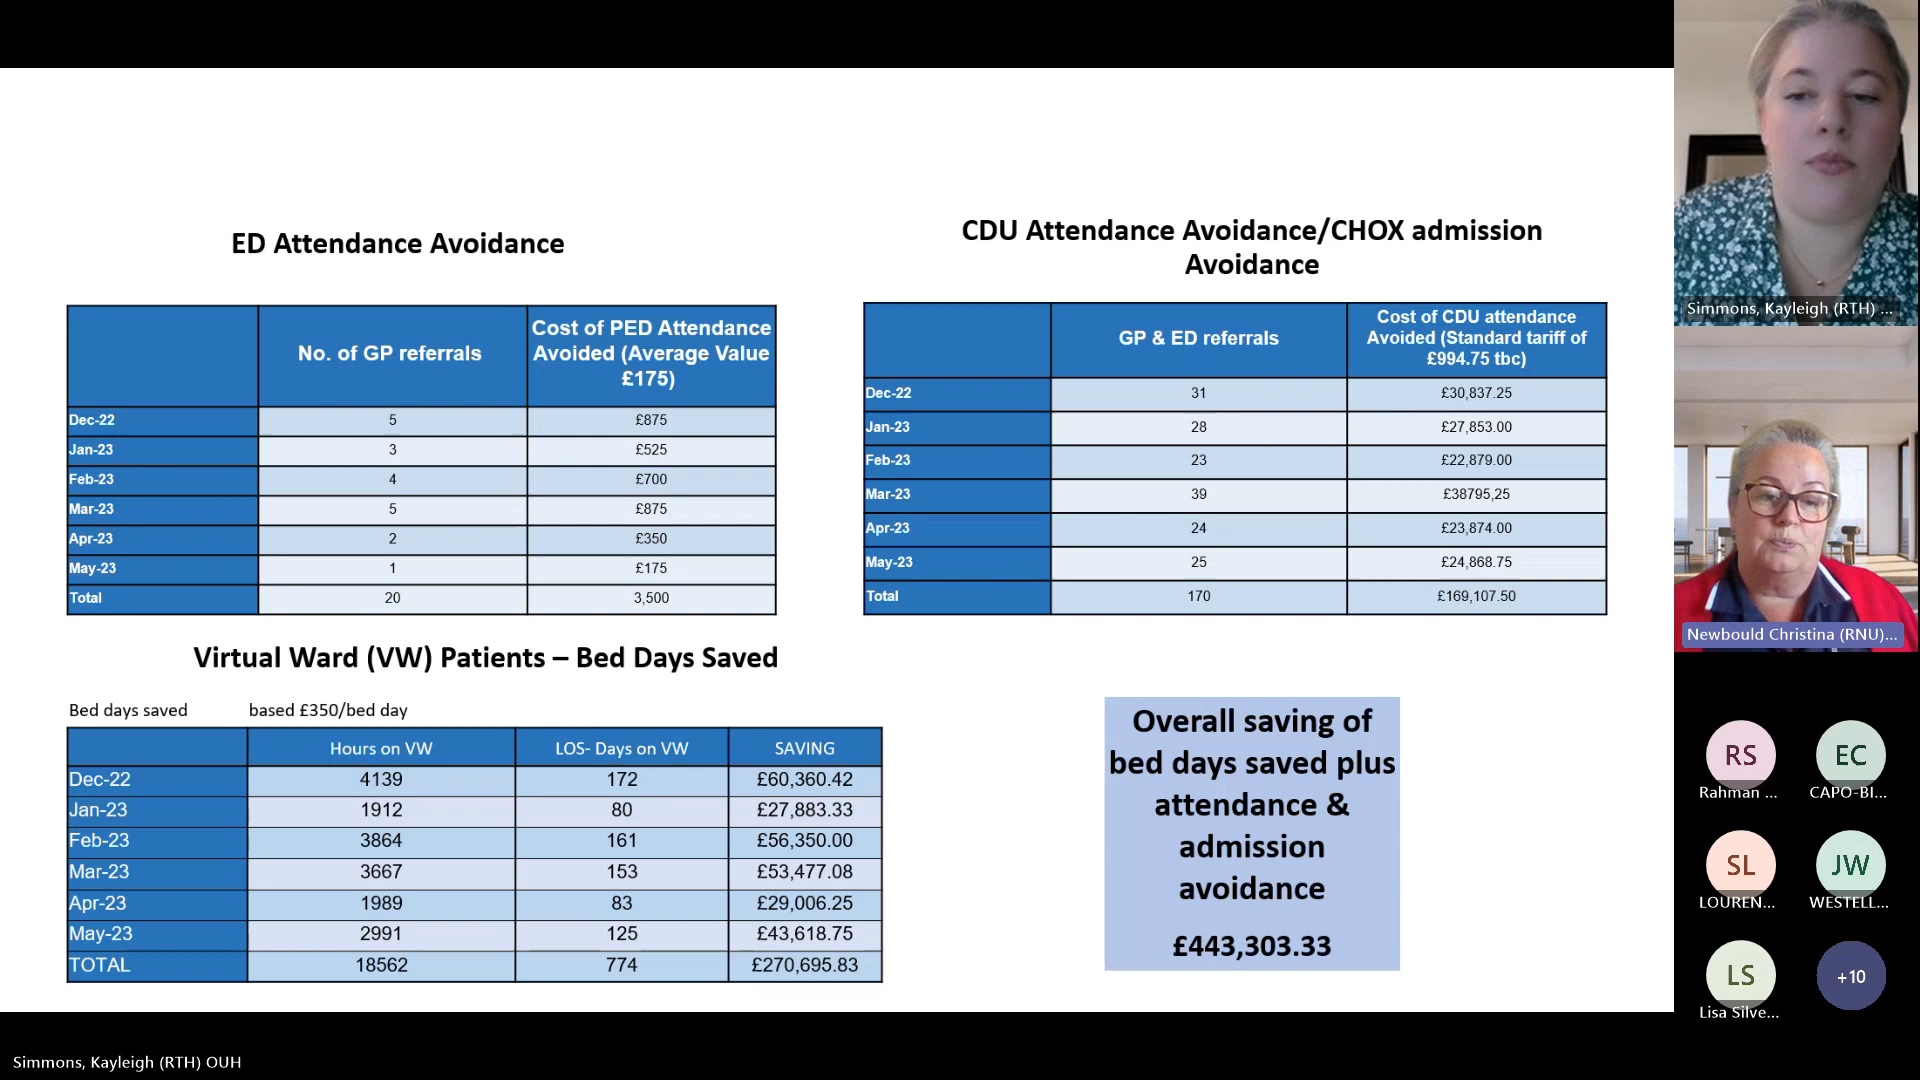 ED Attendance Avoidance
No. of GP referrals
Cost of PED Attendance
Avoided (Average Value
£175)
Dec-22 5 £875
Jan-23 3 £525
Feb-23 4 £700
Mar-23 5 £875
Apr-23 2 £350
May-23 1 £175
Total 20 3,500
CDU Attendance Avoidance/CHOX admission
Avoidance
GP & ED referrals
Cost of CDU attendance
Avoided (Standard tariff of
£994.75 tbc)
Dec-22 31 £30,837.25
Jan-23 28 £27,853.00
Feb-23 23 £22,879.00
Mar-23 39 £38795,25
Apr-23 24 £23,874.00
May-23 25 £24,868.75
Total 170 £169,107.50
Virtual Ward (VW) Patients – Bed Days Saved
Bed days saved based £350/bed day
Hours on VW LOS- Days on VW SAVING
Dec-22 4139 172 £60,360.42
Jan-23 1912 80 £27,883.33
Feb-23 3864 161 £56,350.00
Mar-23 3667 153 £53,477.08
Apr-23 1989 83 £29,006.25
May-23 2991 125 £43,618.75
TOTAL 18562 774 £270,695.83
Overall saving of
bed days saved plus
attendance &
admission
avoidance
£443,303.33
Simmons, Kayleigh (RTH) ...
Newbould Christina (RNU)...
RS
Rahman ...
EC
CAPO-BI...
SL
LOUREN...
JW
WESTELL...
LS
Lisa Silve...
+10
Simmons, Kayleigh (RTH) OUH